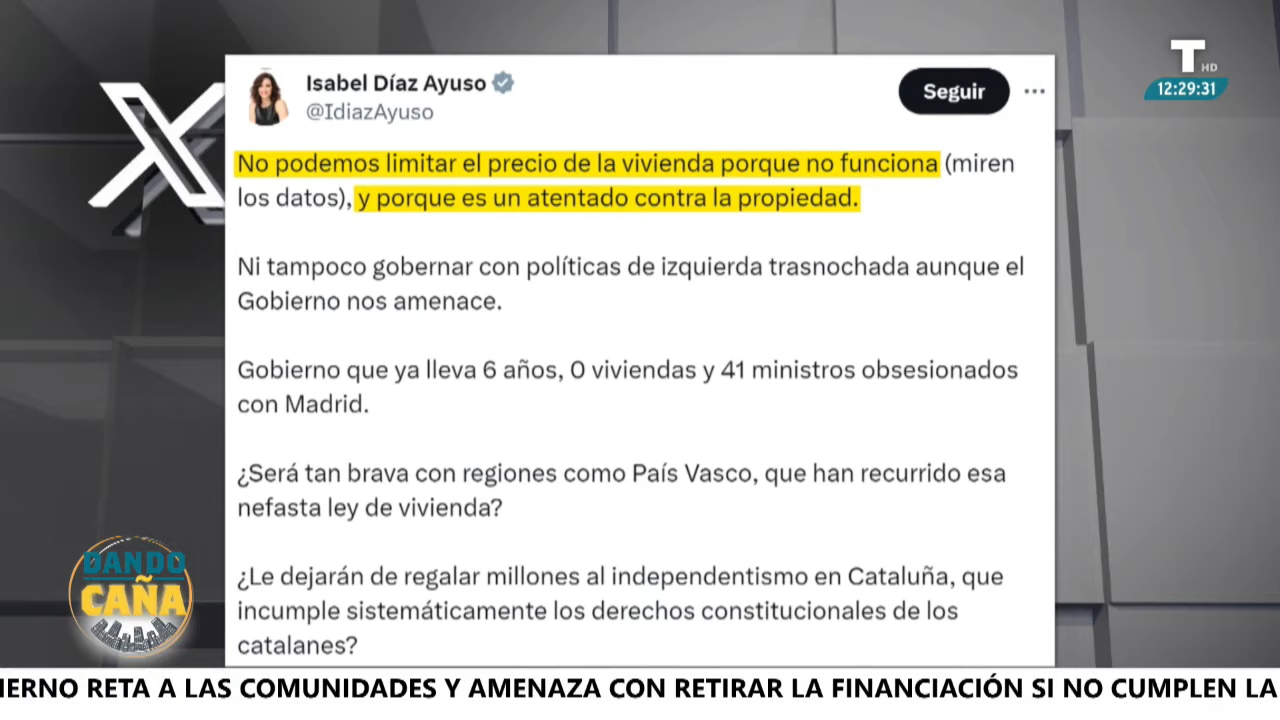 T HD
12:29:31
Isabel Díaz Ayuso
@IdiazAyuso
Seguir
No podemos limitar el precio de la vivienda porque no funciona (miren
los datos), y porque es un atentado contra la propiedad.
Ni tampoco gobernar con políticas de izquierda trasnochada aunque el
Gobierno nos amenace.
Gobierno que ya lleva 6 años, 0 viviendas y 41 ministros obsesionados
con Madrid.
¿Será tan brava con regiones como País Vasco, que han recurrido esa
nefasta ley de vivienda?
¿Le dejarán de regalar millones al independentismo en Cataluña, que
incumple sistemáticamente los derechos constitucionales de los
catalanes?
DANDO
CAÑA
IERNO RETA A LAS COMUNIDADES Y AMENAZA CON RETIRAR LA FINANCIACIÓN SI NO CUMPLEN LA